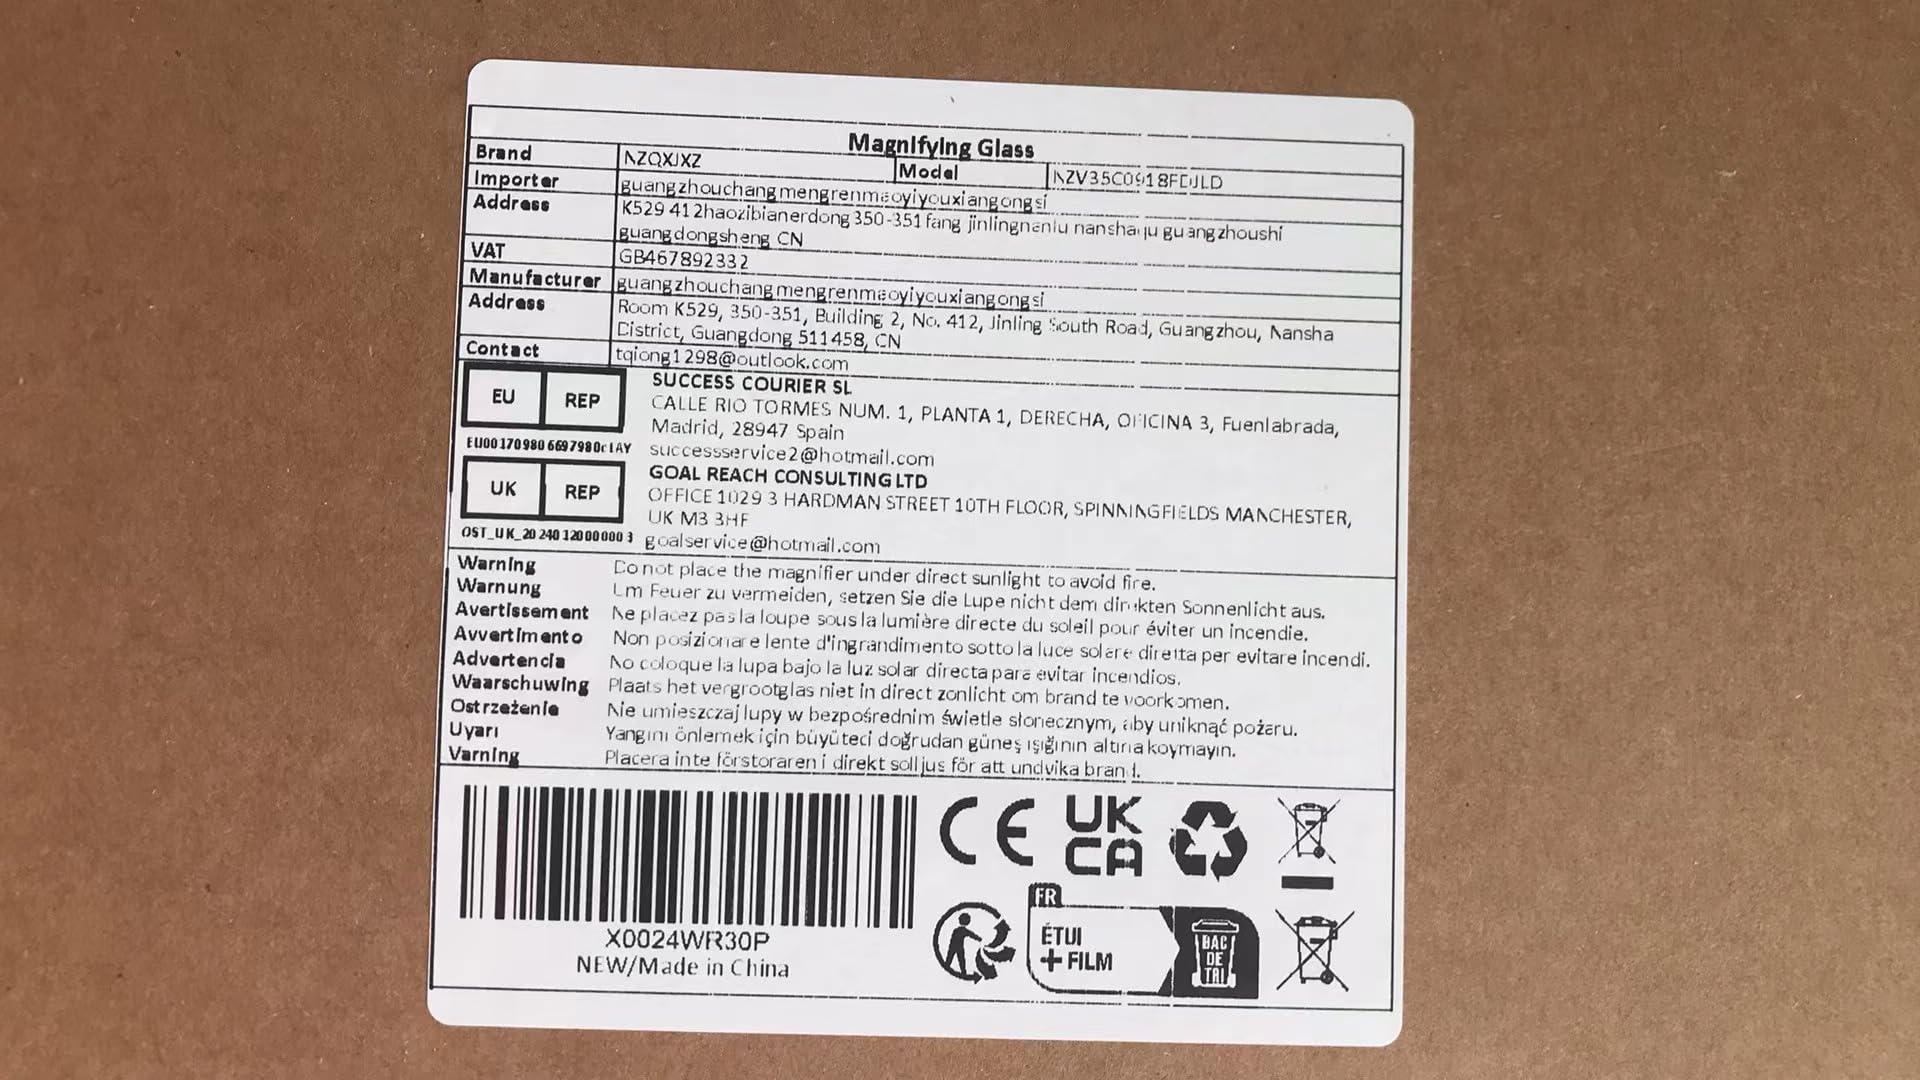 Magnifying Glass
Brand NZQXJXZ Model
Importer guangzhouchangmengrenmaoyiyouxiangongsi
Address K529 412haozibianerdong350-351fang jinlingnanlu nanshaqu guangzhoushi
guangdongsheng CN
VAT GB467892332
Manufacturer guangzhouchangmengrenmaoyiyouxiangongsi
Address Room K529, 350-351, Building 2, No. 412, Jinling South Road, Guangzhou, Nansha
District, Guangdong 511458, CN
Contact tqiong1298@outlook.com
EU REP
SUCCESS COURIER SL
CALLE RIO TORMES NUM. 1, PLANTA 1, DERECHA, OFICINA 3, Fuenlabrada,
Madrid, 28947 Spain
successservice2@hotmail.com
UK REP
GOAL REACH CONSULTING LTD
OFFICE 1029 3 HARDMAN STREET 10TH FLOOR, SPINNINGFIELDS MANCHESTER,
UK M3 3HF
OST_UK_20240120000003
goalservice@hotmail.com
Warning Do not place the magnifier under direct sunlight to avoid fire.
Warnung Um Feuer zu vermeiden, setzen Sie die Lupe nicht dem direkten Sonnenlicht aus.
Avertissement Ne placez pas la loupe sous la lumière directe du soleil pour éviter un incendie.
Avvertimento Non posizionare lente d'ingrandimento sotto la luce solare diretta per evitare incendi.
Advertencia No coloque la lupa bajo la luz solar directa para evitar incendios.
Waarschuwing Plaats het vergrootglas niet in direct zonlicht om brand te voorkomen.
Ostrzeżenie Nie umieszczaj lupy w bezpośrednim świetle słonecznym, aby uniknąć pożaru.
Uyarı Yangını önlemek için büyüteci doğrudan güneş ışığının altına koymayın.
Varning Placera inte förstoraren i direkt solljus för att undvika brand.
CE UK CA
X0024WR30P
NEW/Made in China
FR
ÉTUI
+ FILM
BAC
DE
TRI